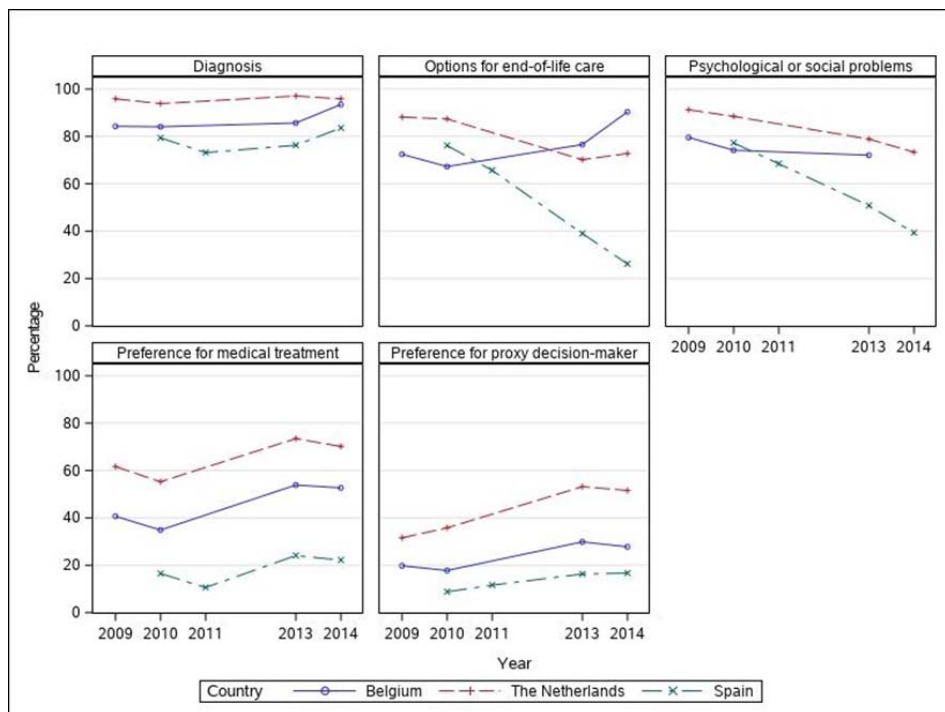 Diagnosis
Options for end-of-life care
Psychological or social problems
100
80
60
40
20
0
2009 2010 2011 2013 2014
Percentage
Preference for medical treatment
Preference for proxy decision-maker
100
80
60
40
20
0
2009 2010 2011 2013 2014
2009 2010 2011 2013 2014
Year
Country Belgium The Netherlands Spain